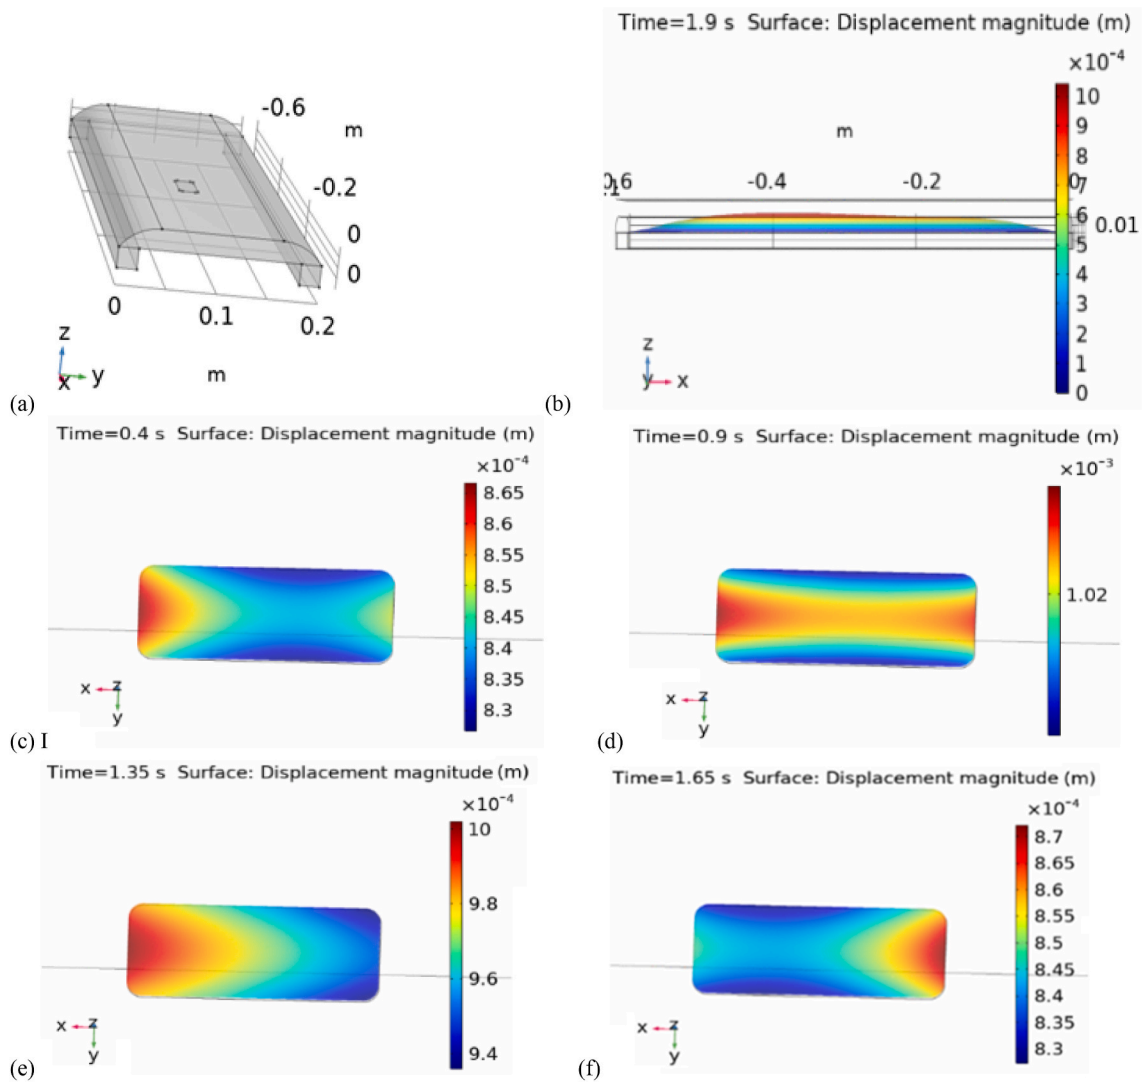 -0.6
m
-0.2
0
0
0
0.1
0.2
z
y
x
m
(a)
Time=1.9 s Surface: Displacement magnitude (m)
×10⁻⁴
10
9
8
7
6
5
4
3
2
1
0
m
-0.4
-0.2
0
0.01
z
y
x
(b)
Time=0.4 s Surface: Displacement magnitude (m)
×10⁻⁴
8.65
8.6
8.55
8.5
8.45
8.4
8.35
8.3
x
z
y
(c) I
Time=0.9 s Surface: Displacement magnitude (m)
×10⁻³
1.02
x
z
y
(d)
Time=1.35 s Surface: Displacement magnitude (m)
×10⁻⁴
10
9.8
9.6
9.4
x
z
y
(e)
Time=1.65 s Surface: Displacement magnitude (m)
×10⁻⁴
8.7
8.65
8.6
8.55
8.5
8.45
8.4
8.35
8.3
x
z
y
(f)